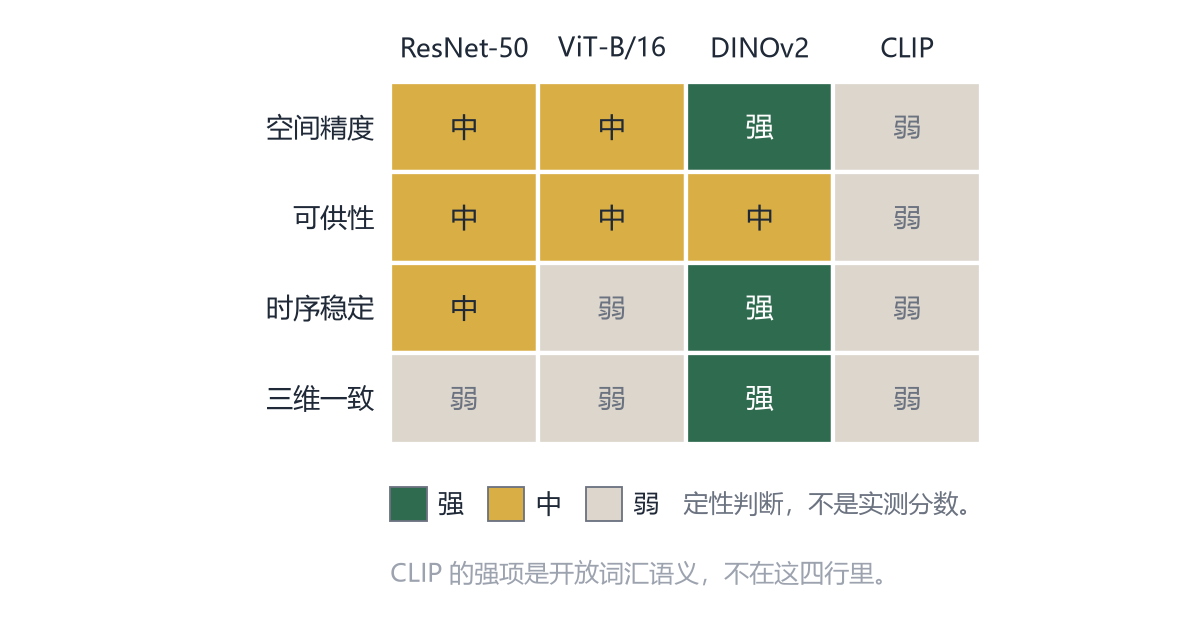 ResNet-50 ViT-B/16 DINOv2 CLIP
空间精度 中 中 强 弱
可供性 中 中 中 弱
时序稳定 中 弱 强 弱
三维一致 弱 弱 强 弱
强 中 弱 定性判断，不是实测分数。
CLIP 的强项是开放词汇语义，不在这四行里。